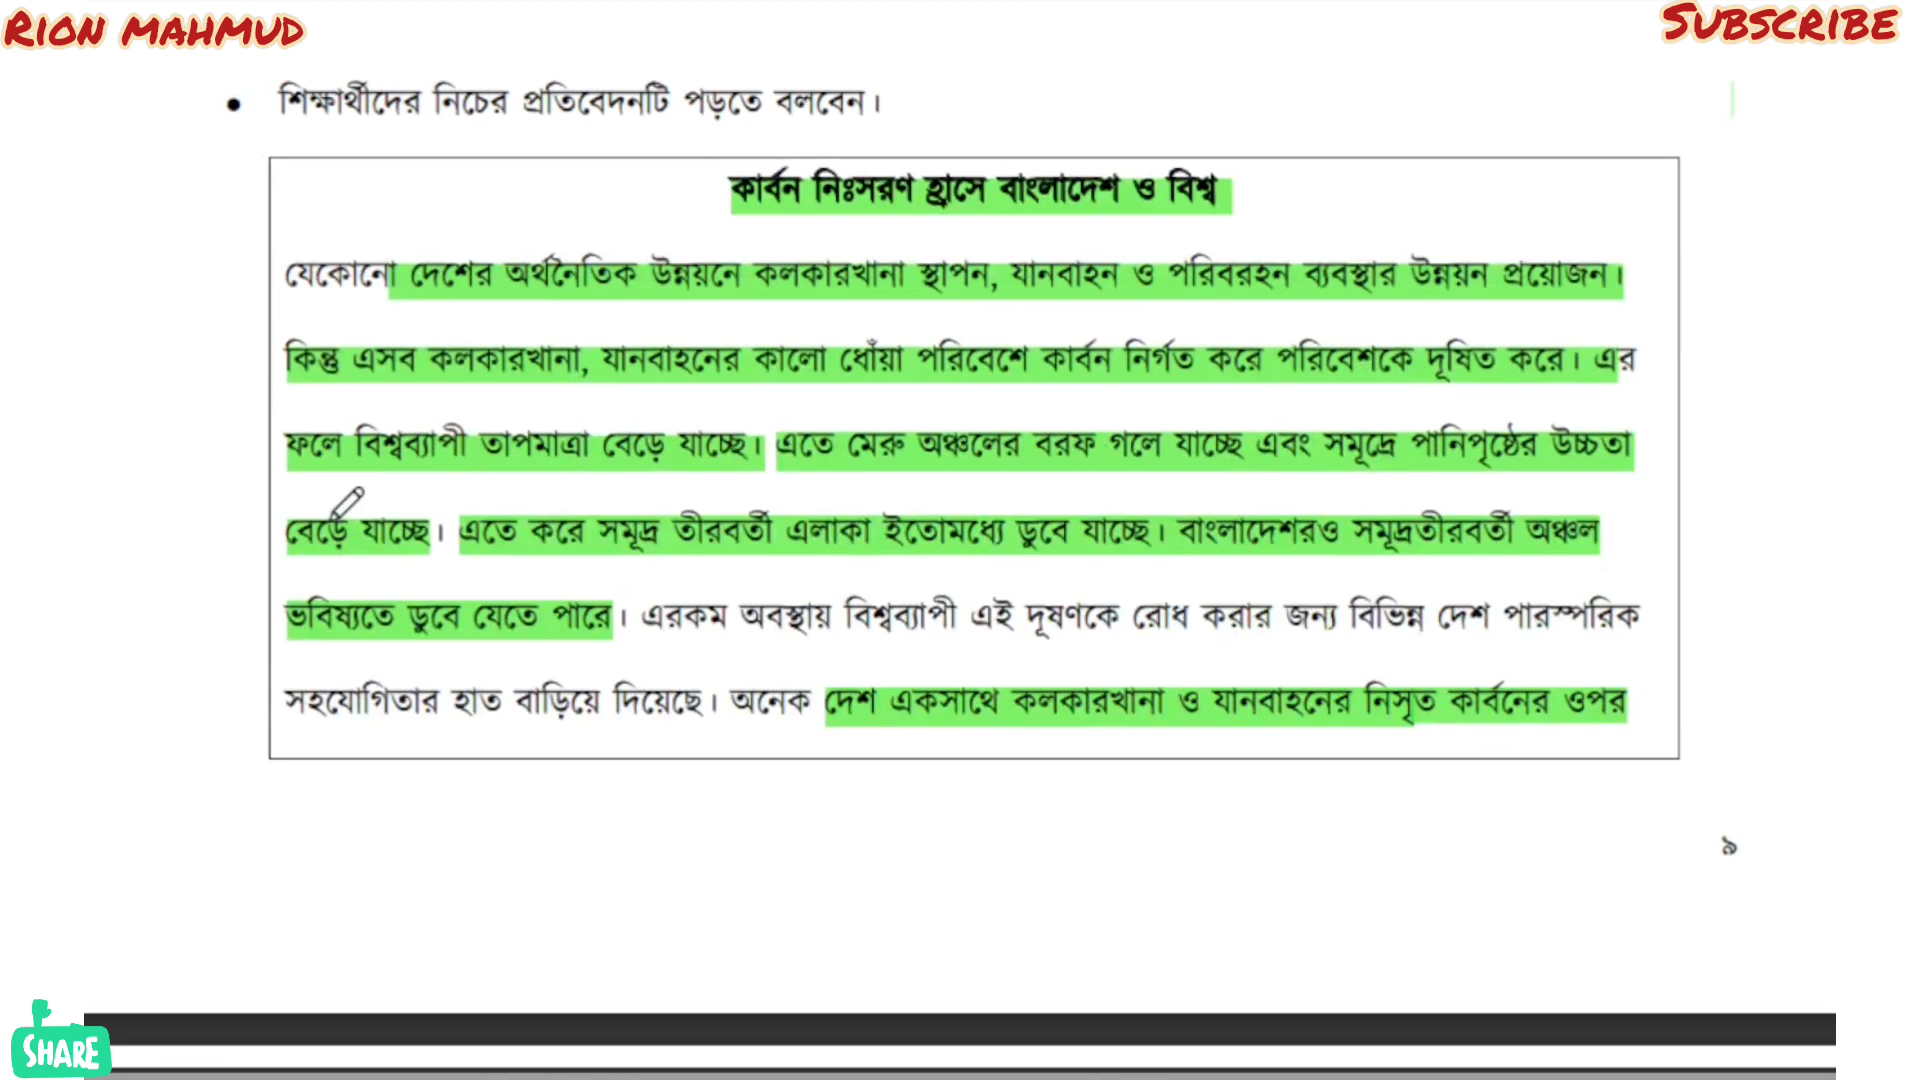 RION MAHMUD
SUBSCRIBE
• শিক্ষার্থীদের নিচের প্রতিবেদনটি পড়তে বলবেন।
কার্বন নিঃসরণ হ্রাসে বাংলাদেশ ও বিশ্ব
যেকোনো দেশের অর্থনৈতিক উন্নয়নে কলকারখানা স্থাপন, যানবাহন ও পরিবরহন ব্যবস্থার উন্নয়ন প্রয়োজন।
কিন্তু এসব কলকারখানা, যানবাহনের কালো ধোঁয়া পরিবেশে কার্বন নির্গত করে পরিবেশকে দূষিত করে। এর
ফলে বিশ্বব্যাপী তাপমাত্রা বেড়ে যাচ্ছে। এতে মেরু অঞ্চলের বরফ গলে যাচ্ছে এবং সমূদ্রে পানিপৃষ্ঠের উচ্চতা
বেড়ে যাচ্ছে। এতে করে সমূদ্র তীরবর্তী এলাকা ইতোমধ্যে ডুবে যাচ্ছে। বাংলাদেশরও সমূদ্রতীরবর্তী অঞ্চল
ভবিষ্যতে ডুবে যেতে পারে। এরকম অবস্থায় বিশ্বব্যাপী এই দূষণকে রোধ করার জন্য বিভিন্ন দেশ পারস্পরিক
সহযোগিতার হাত বাড়িয়ে দিয়েছে। অনেক দেশ একসাথে কলকারখানা ও যানবাহনের নিসৃত কার্বনের ওপর
৯
SHARE